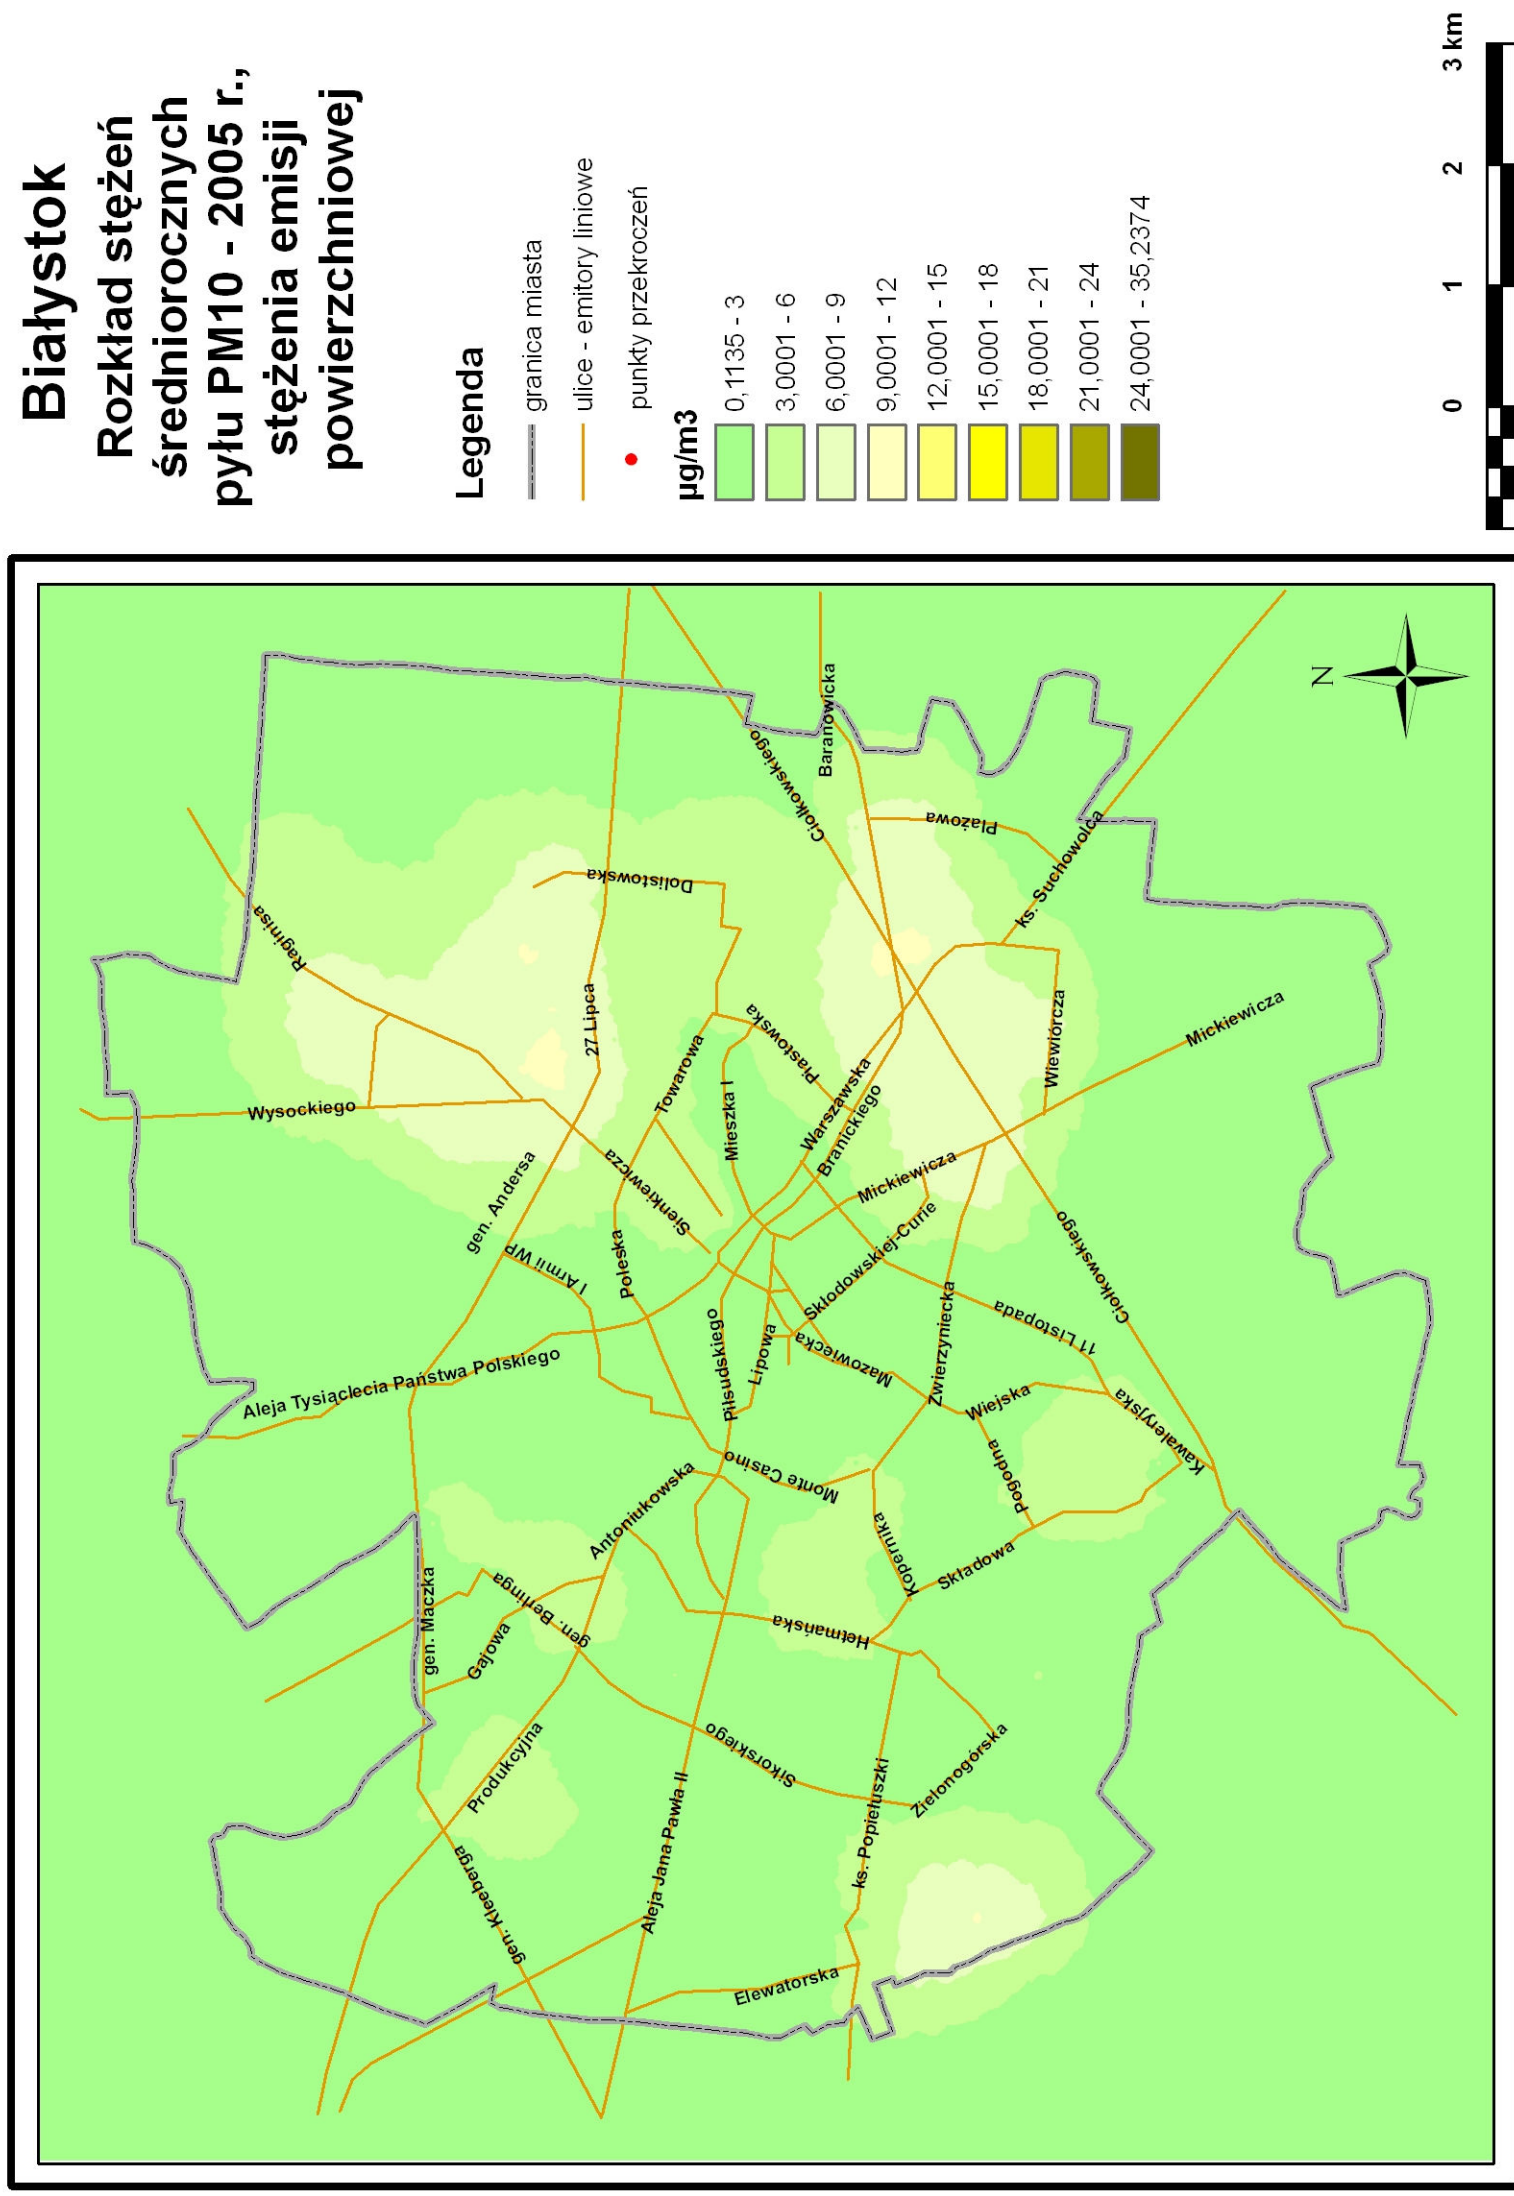 Białystok
Rozkład stężeń
średniorocznych
pyłu PM10 - 2005 r.,
stężenia emisji
powierzchniowej
Legenda
granica miasta
ulice - emitory liniowe
punkty przekroczeń
µg/m3
0,1135 - 3
3,0001 - 6
6,0001 - 9
9,0001 - 12
12,0001 - 15
15,0001 - 18
18,0001 - 21
21,0001 - 24
24,0001 - 35,2374
0
1
2
3 km
N
Raginisa
Wysockiego
27 Lipca
Dolistowska
Ciołkowskiego
Baranowicka
Plażowa
ks. Suchowolca
Wiewiórcza
Mickiewicza
Piastowska
Towarowa
Mieszka I
Warszawska
Branickiego
Mickiewicza
gen. Andersa
Sienkiewicza
I Armii WP
Poleska
Aleja Tysiąclecia Państwa Polskiego
Piłsudskiego
Lipowa
Skłodowskiej-Curie
Mazowiecka
Zwierzyniecka
11 Listopada
Ciołkowskiego
Wiejska
Kawaleryjska
Pogodna
Składowa
Kopernika
Monte Casino
Antoniukowska
Hetmańska
gen. Maczka
gen. Berlinga
Gajowa
Produkcyjna
Sikorskiego
Zielonogórska
ks. Popiełuszki
Aleja Jana Pawła II
gen. Kleeberga
Elewatorska